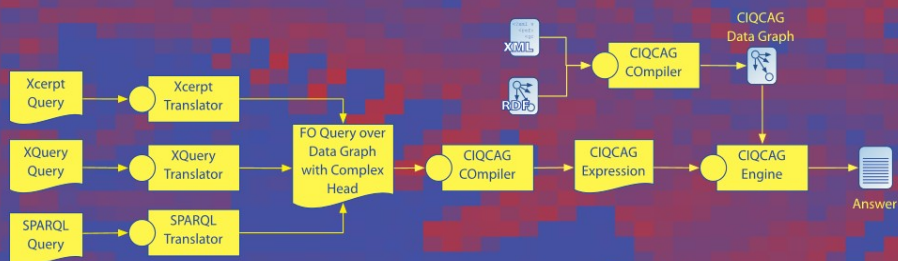 CIQCAG
Data Graph
XML
CIQCAG
COmpiler
RDF
Xcerpt
Query
Xcerpt
Translator
FO Query over
Data Graph
with Complex
Head
XQuery
Query
XQuery
Translator
CIQCAG
COmpiler
CIQCAG
Expression
CIQCAG
Engine
Answer
SPARQL
Query
SPARQL
Translator